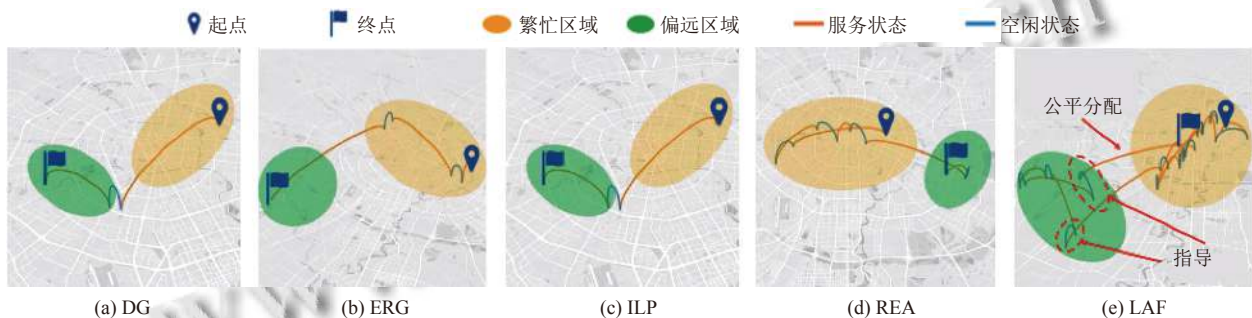 起点
终点
繁忙区域
偏远区域
服务状态
空闲状态
公平分配
指导
(a) DG
(b) ERG
(c) ILP
(d) REA
(e) LAF